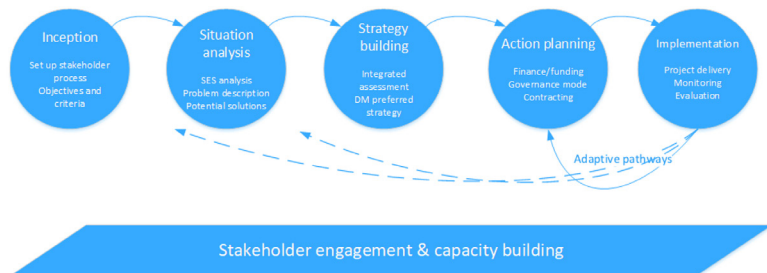 Inception
Set up stakeholder
process
Objectives and
criteria
Situation
analysis
SES analysis
Problem description
Potential solutions
Strategy
building
Integrated
assessment
DM preferred
strategy
Action planning
Finance/funding
Governance mode
Contracting
Implementation
Project delivery
Monitoring
Evaluation
Adaptive pathways
Stakeholder engagement & capacity building